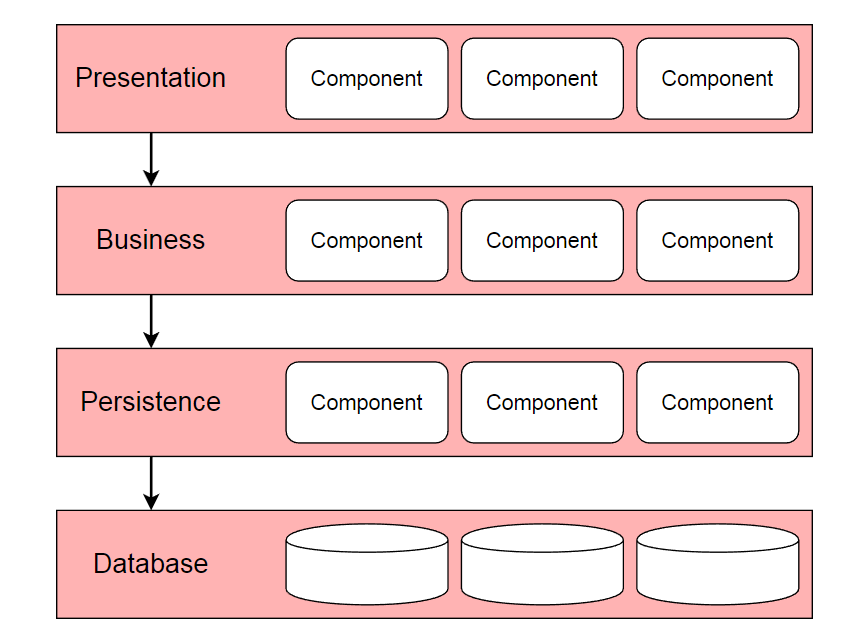 Presentation
Component
Component
Component
Business
Component
Component
Component
Persistence
Component
Component
Component
Database